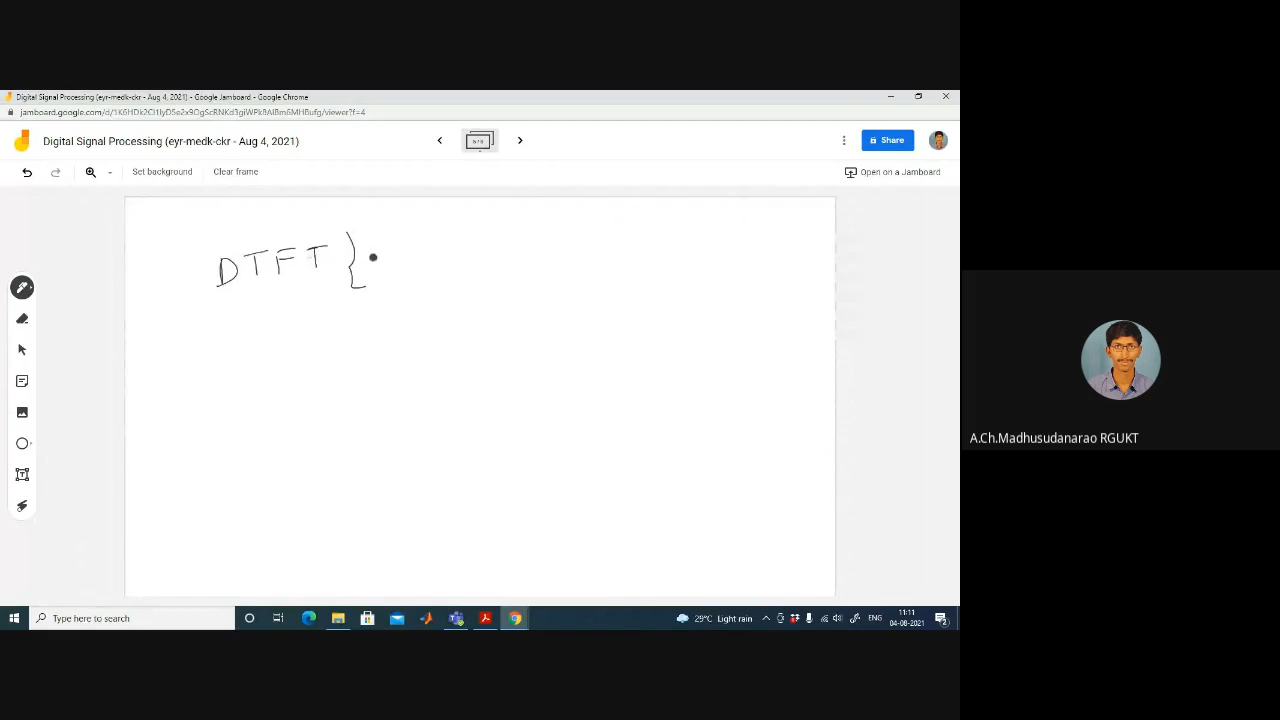 Digital Signal Processing (eyr-medk-ckr - Aug 4, 2021) - Google Jamboard - Google Chrome
Digital Signal Processing (eyr-medk-ckr - Aug 4, 2021)
Share
Set background
Clear frame
Open on a Jamboard
DTFT {
A.Ch.Madhusudanarao RGUKT
Type here to search
29°C Light rain
ENG
11:11
04-08-2021
2